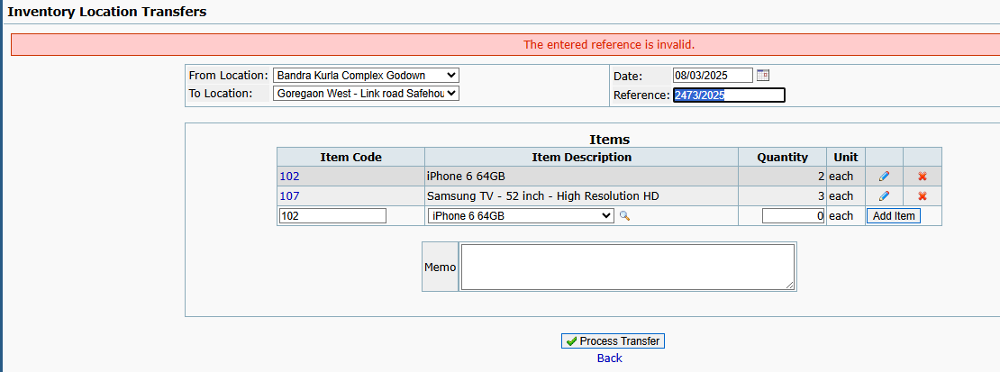 Inventory Location Transfers
The entered reference is invalid.
From Location: Bandra Kurla Complex Godown
To Location: Goregaon West - Link road Safehou
Date: 08/03/2025
Reference: 2473/2025
Items
Item Code Item Description Quantity Unit
102 iPhone 6 64GB 2 each
107 Samsung TV - 52 inch - High Resolution HD 3 each
102 iPhone 6 64GB 0 each Add Item
Memo
Process Transfer
Back